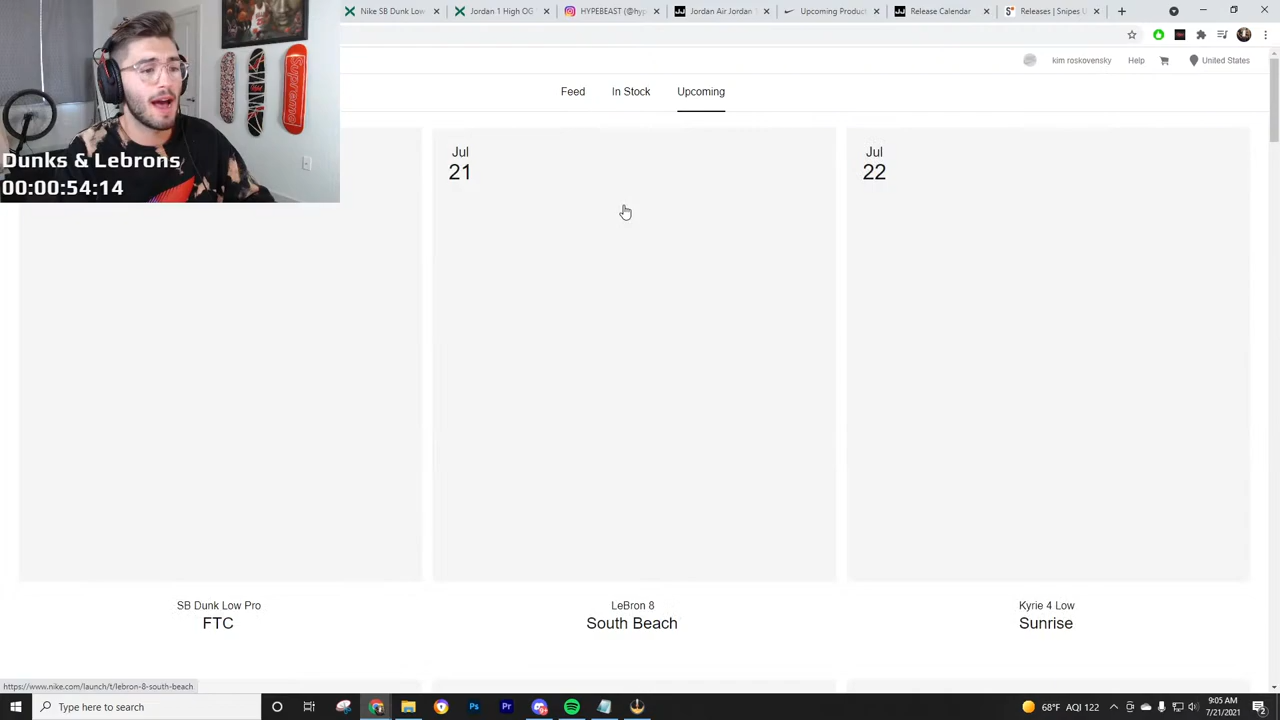 Nike SB Dunk Low
Jordan 1 High OG
HYPEBEAST (@hyp
Jordan Air Jordan
Upcoming Product
Release Calendar
Releases | Snipes U
kim roskovensky
Help
United States
Feed
In Stock
Upcoming
Supreme
Dunks & Lebrons
00:00:54:14
Jul
21
Jul
22
SB Dunk Low Pro
FTC
LeBron 8
South Beach
Kyrie 4 Low
Sunrise
https://www.nike.com/launch/t/lebron-8-south-beach
Type here to search
68°F AQI 122
9:05 AM
7/21/2021
2